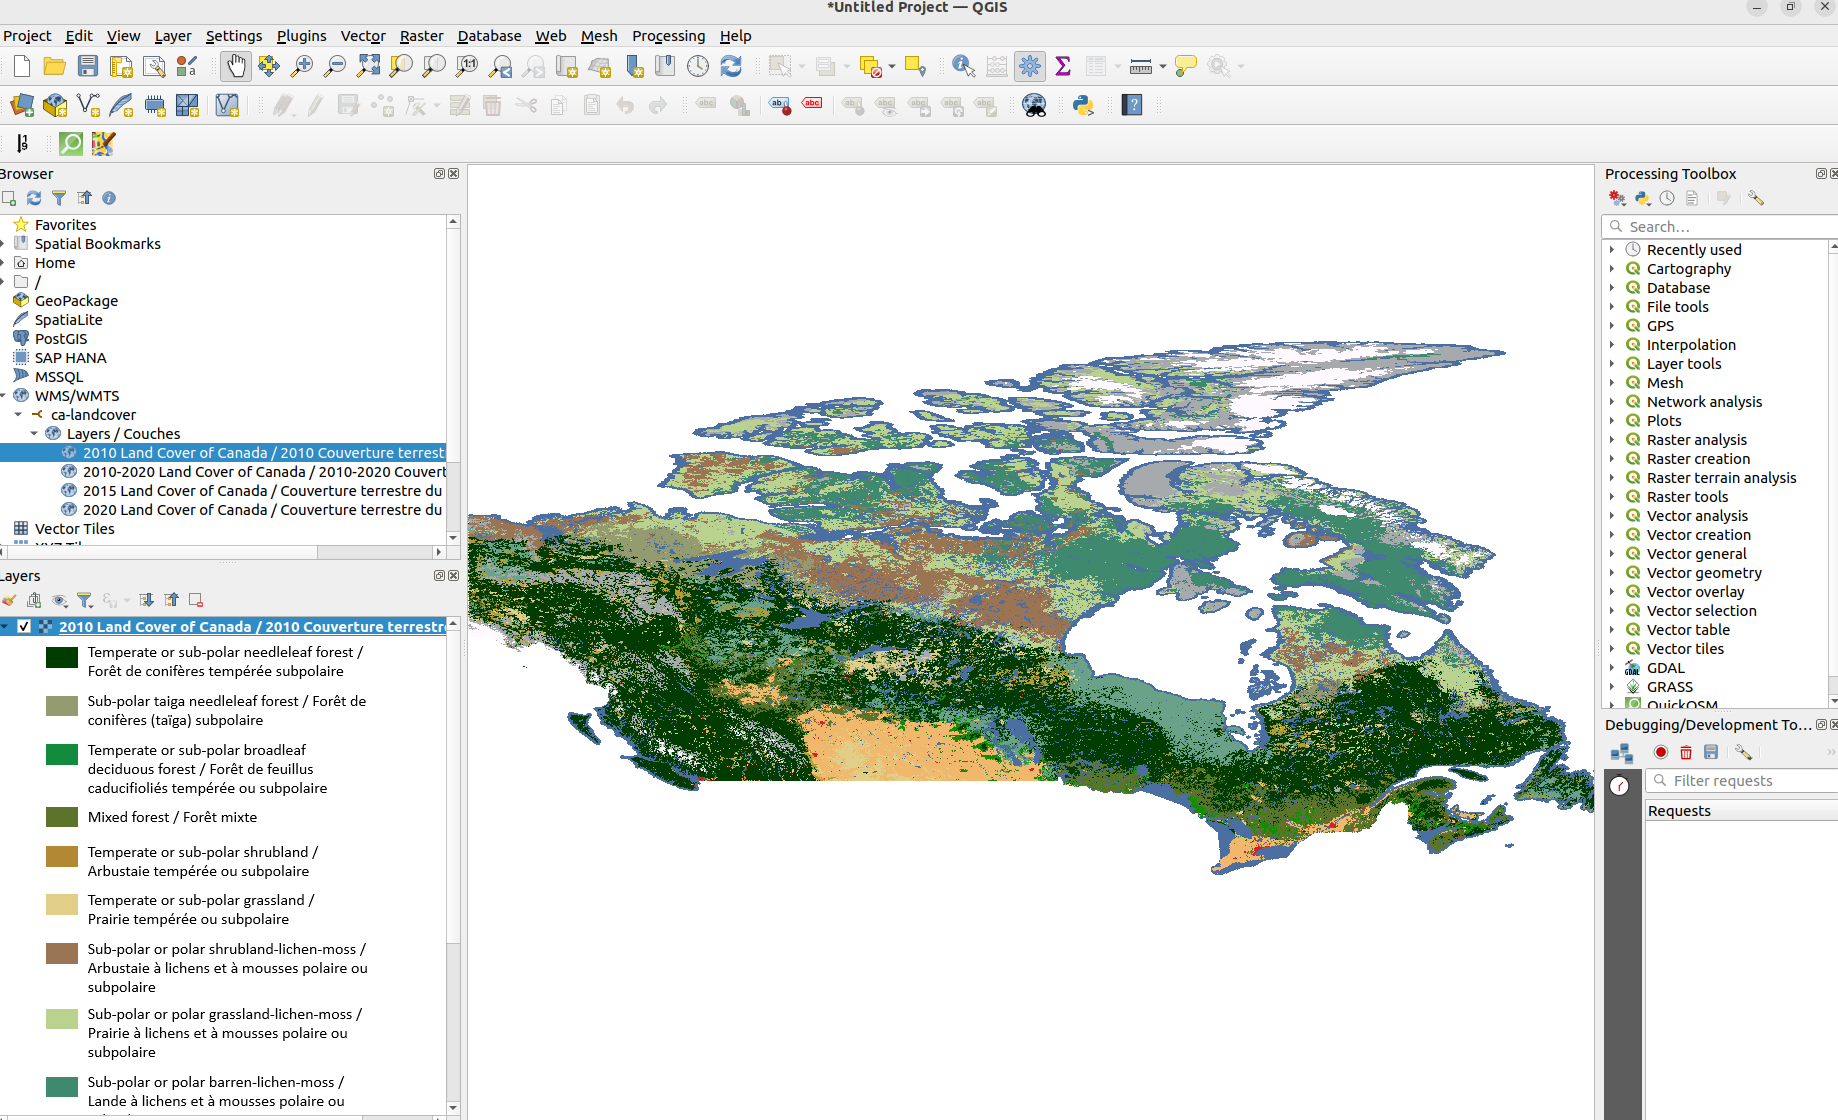 *Untitled Project — QGIS
Project Edit View Layer Settings Plugins Vector Raster Database Web Mesh Processing Help
Browser
Favorites
Spatial Bookmarks
Home
/
GeoPackage
SpatiaLite
PostGIS
SAP HANA
MSSQL
WMS/WMTS
ca-landcover
Layers / Couches
2010 Land Cover of Canada / 2010 Couverture terrest
2010-2020 Land Cover of Canada / 2010-2020 Couvert
2015 Land Cover of Canada / Couverture terrestre du
2020 Land Cover of Canada / Couverture terrestre du
Vector Tiles
Layers
2010 Land Cover of Canada / 2010 Couverture terrestre
Temperate or sub-polar needleleaf forest /
Forêt de conifères tempérée subpolaire
Sub-polar taiga needleleaf forest / Forêt de
conifères (taïga) subpolaire
Temperate or sub-polar broadleaf
deciduous forest / Forêt de feuillus
caducifioliés tempérée ou subpolaire
Mixed forest / Forêt mixte
Temperate or sub-polar shrubland /
Arbustaie tempérée ou subpolaire
Temperate or sub-polar grassland /
Prairie tempérée ou subpolaire
Sub-polar or polar shrubland-lichen-moss /
Arbustaie à lichens et à mousses polaire ou
subpolaire
Sub-polar or polar grassland-lichen-moss /
Prairie à lichens et à mousses polaire ou
subpolaire
Sub-polar or polar barren-lichen-moss /
Lande à lichens et à mousses polaire ou
Processing Toolbox
Search…
Recently used
Cartography
Database
File tools
GPS
Interpolation
Layer tools
Mesh
Network analysis
Plots
Raster analysis
Raster creation
Raster terrain analysis
Raster tools
Vector analysis
Vector creation
Vector general
Vector geometry
Vector overlay
Vector selection
Vector table
Vector tiles
GDAL
GRASS
QuickOSM
Debugging/Development To…
Filter requests
Requests